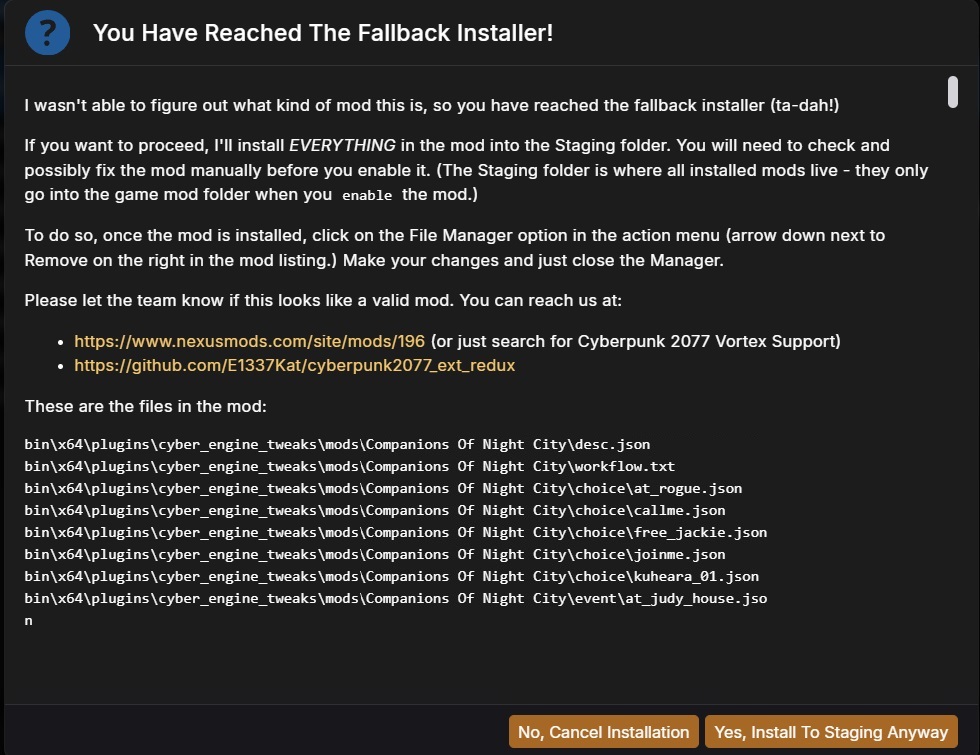 ?
You Have Reached The Fallback Installer!
I wasn't able to figure out what kind of mod this is, so you have reached the fallback installer (ta-dah!)
If you want to proceed, I'll install EVERYTHING in the mod into the Staging folder. You will need to check and
possibly fix the mod manually before you enable it. (The Staging folder is where all installed mods live - they only
go into the game mod folder when you enable the mod.)
To do so, once the mod is installed, click on the File Manager option in the action menu (arrow down next to
Remove on the right in the mod listing.) Make your changes and just close the Manager.
Please let the team know if this looks like a valid mod. You can reach us at:
• https://www.nexusmods.com/site/mods/196 (or just search for Cyberpunk 2077 Vortex Support)
• https://github.com/E1337Kat/cyberpunk2077_ext_redux
These are the files in the mod:
bin\x64\plugins\cyber_engine_tweaks\mods\Companions Of Night City\desc.json
bin\x64\plugins\cyber_engine_tweaks\mods\Companions Of Night City\workflow.txt
bin\x64\plugins\cyber_engine_tweaks\mods\Companions Of Night City\choice\at_rogue.json
bin\x64\plugins\cyber_engine_tweaks\mods\Companions Of Night City\choice\callme.json
bin\x64\plugins\cyber_engine_tweaks\mods\Companions Of Night City\choice\free_jackie.json
bin\x64\plugins\cyber_engine_tweaks\mods\Companions Of Night City\choice\joinme.json
bin\x64\plugins\cyber_engine_tweaks\mods\Companions Of Night City\choice\kuheara_01.json
bin\x64\plugins\cyber_engine_tweaks\mods\Companions Of Night City\event\at_judy_house.jso
n
No, Cancel Installation
Yes, Install To Staging Anyway